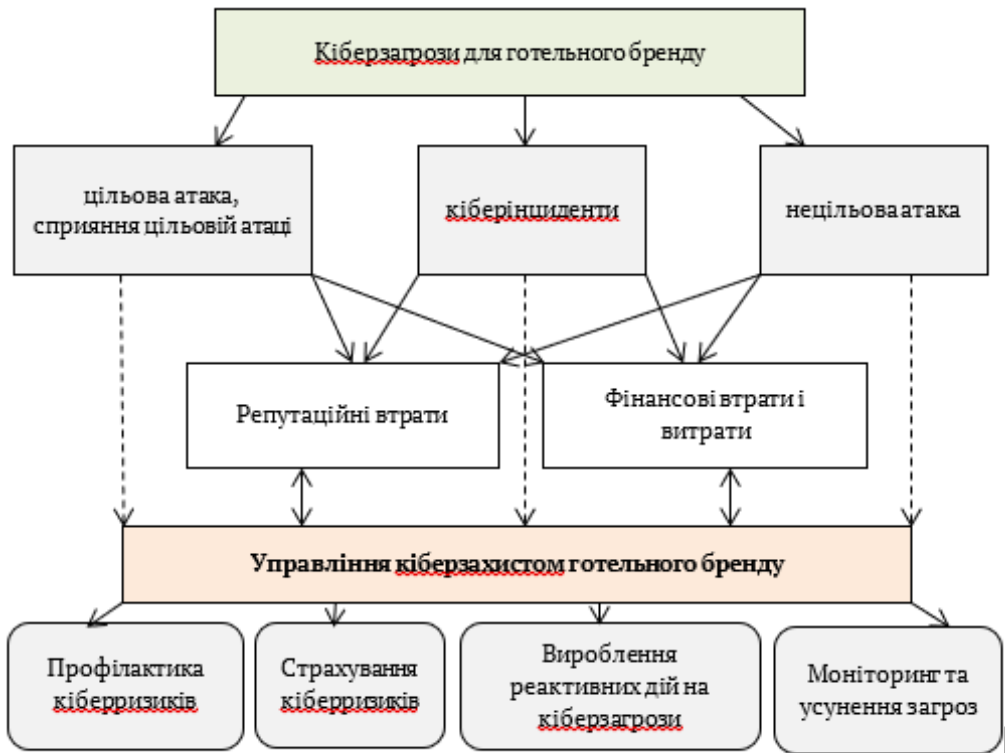 Кіберзагрози для готельного бренду
цільова атака,
сприяння цільовій атаці
кіберінциденти
нецільова атака
Репутаційні втрати
Фінансові втрати і
витрати
Управління кіберзахистом готельного бренду
Профілактика
кіберризиків
Страхування
кіберризиків
Вироблення
реактивних дій на
кіберзагрози
Моніторинг та
усунення загроз